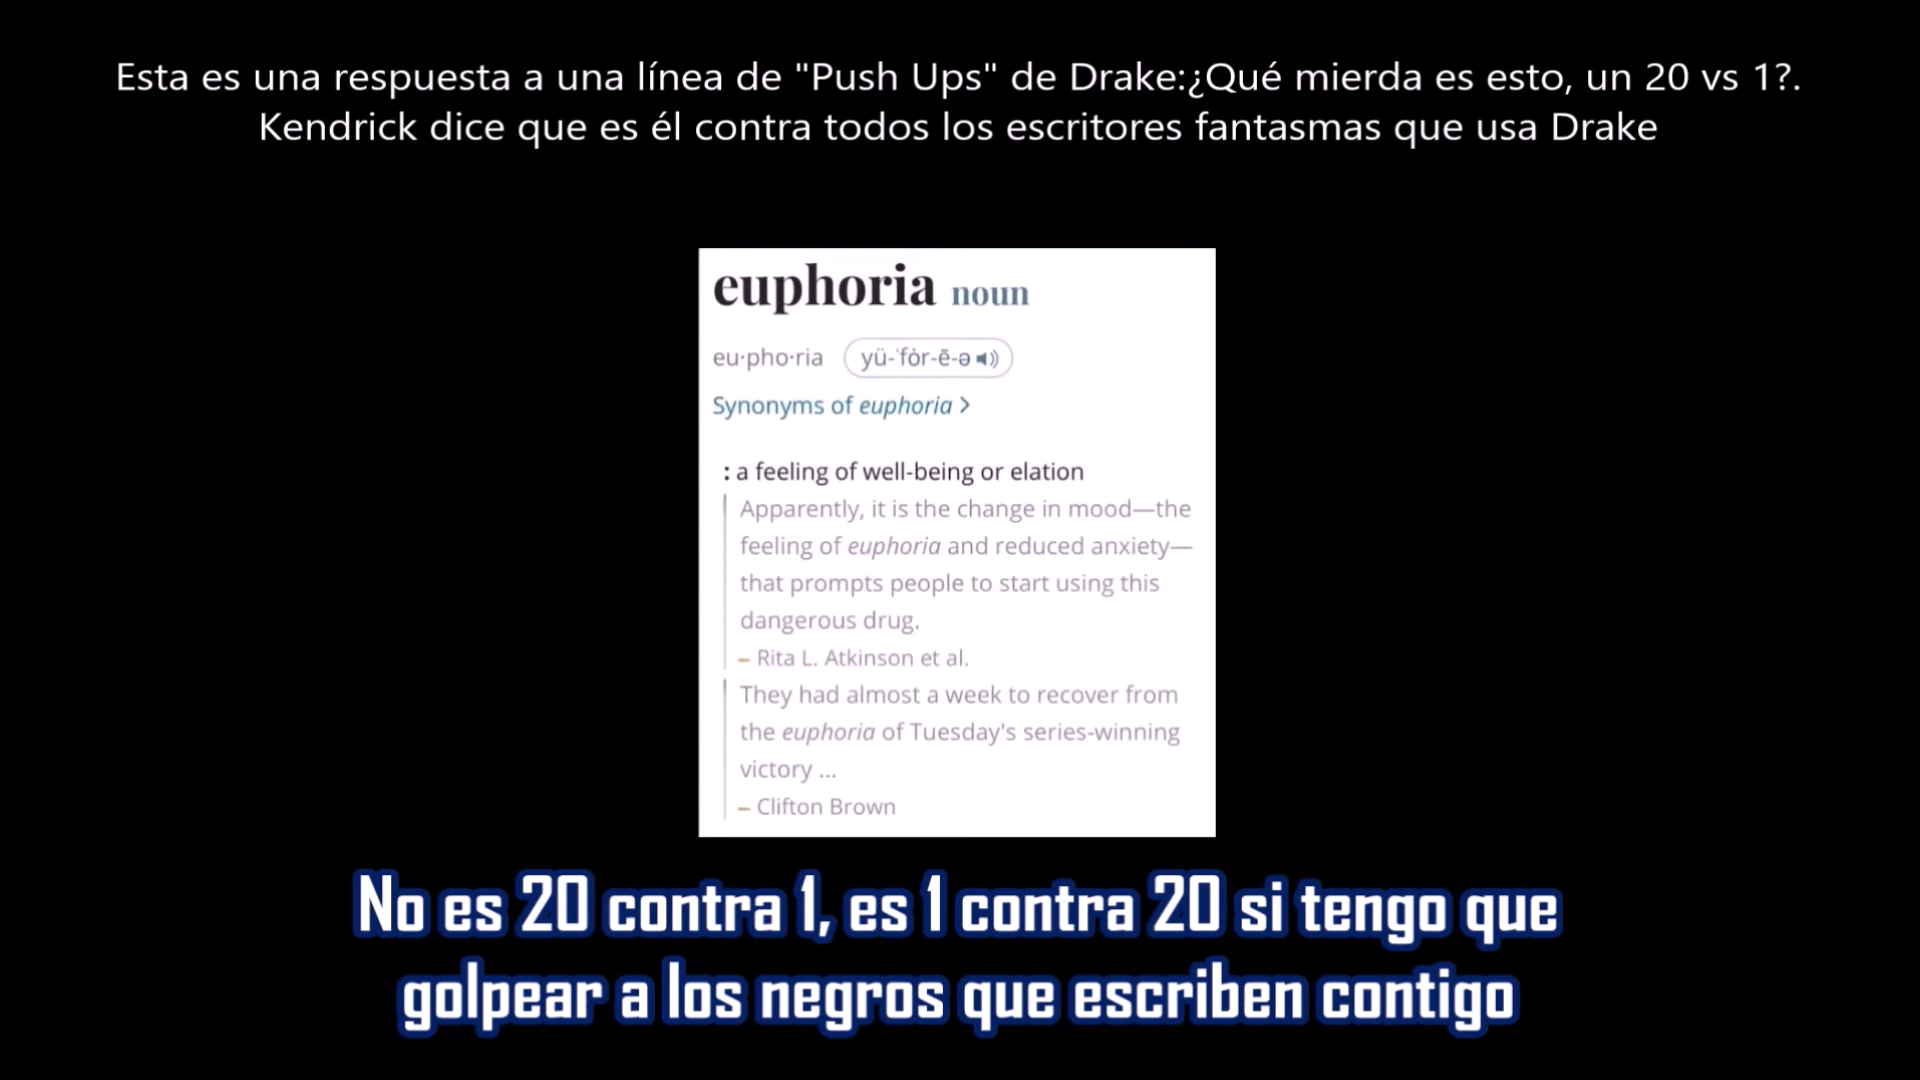 Esta es una respuesta a una línea de "Push Ups" de Drake:¿Qué mierda es esto, un 20 vs 1?.
Kendrick dice que es él contra todos los escritores fantasmas que usa Drake
euphoria noun
eu·pho·ria yü-ˈfȯr-ē-ə
Synonyms of euphoria >
: a feeling of well-being or elation
Apparently, it is the change in mood—the
feeling of euphoria and reduced anxiety—
that prompts people to start using this
dangerous drug.
– Rita L. Atkinson et al.
They had almost a week to recover from
the euphoria of Tuesday's series-winning
victory ...
– Clifton Brown
No es 20 contra 1, es 1 contra 20 si tengo que
golpear a los negros que escriben contigo